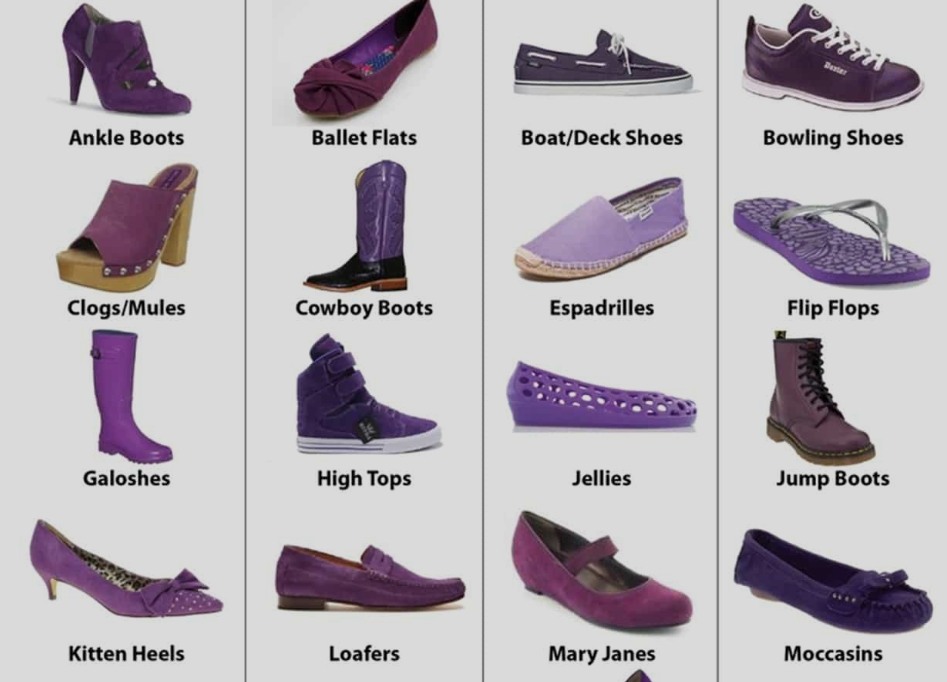 Ankle Boots
Ballet Flats
Boat/Deck Shoes
Dexter
Bowling Shoes
Clogs/Mules
Cowboy Boots
Espadrilles
Flip Flops
Galoshes
High Tops
Jellies
Jump Boots
Kitten Heels
Loafers
Mary Janes
Moccasins